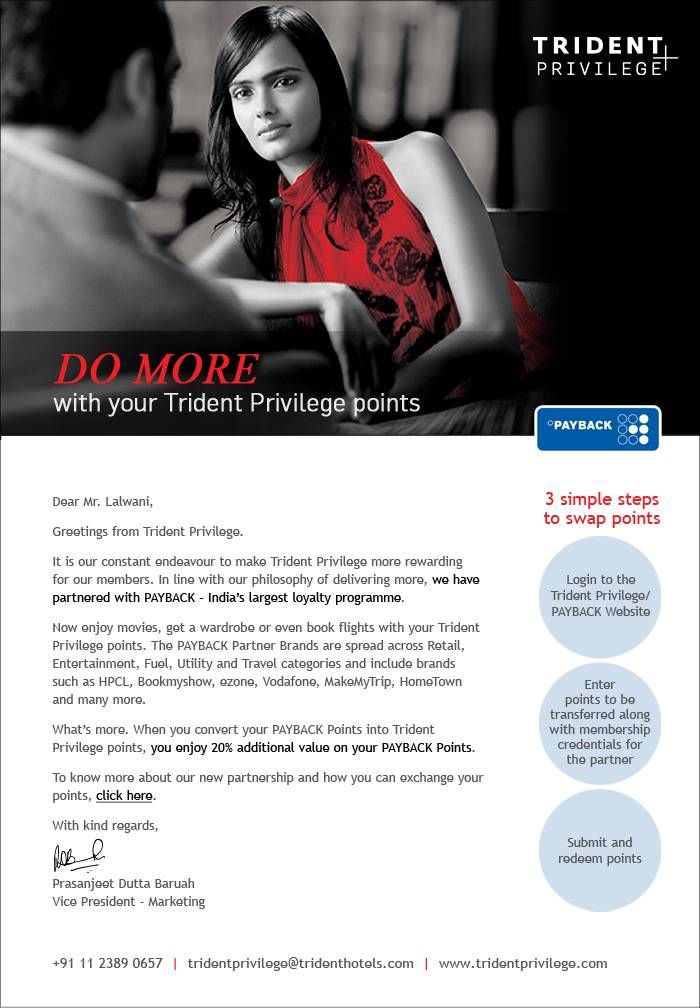 TRIDENT
PRIVILEGE
DO MORE
with your Trident Privilege points
°PAYBACK
Dear Mr. Lalwani,
Greetings from Trident Privilege.
It is our constant endeavour to make Trident Privilege more rewarding
for our members. In line with our philosophy of delivering more, we have
partnered with PAYBACK – India's largest loyalty programme.
Now enjoy movies, get a wardrobe or even book flights with your Trident
Privilege points. The PAYBACK Partner Brands are spread across Retail,
Entertainment, Fuel, Utility and Travel categories and include brands
such as HPCL, Bookmyshow, ezone, Vodafone, MakeMyTrip, HomeTown
and many more.
What's more. When you convert your PAYBACK Points into Trident
Privilege points, you enjoy 20% additional value on your PAYBACK Points.
To know more about our new partnership and how you can exchange your
points, click here.
With kind regards,
Prasanjeet Dutta Baruah
Vice President - Marketing
3 simple steps
to swap points
Login to the
Trident Privilege/
PAYBACK Website
Enter
points to be
transferred along
with membership
credentials for
the partner
Submit and
redeem points
+91 11 2389 0657 | tridentprivilege@tridenthotels.com | www.tridentprivilege.com